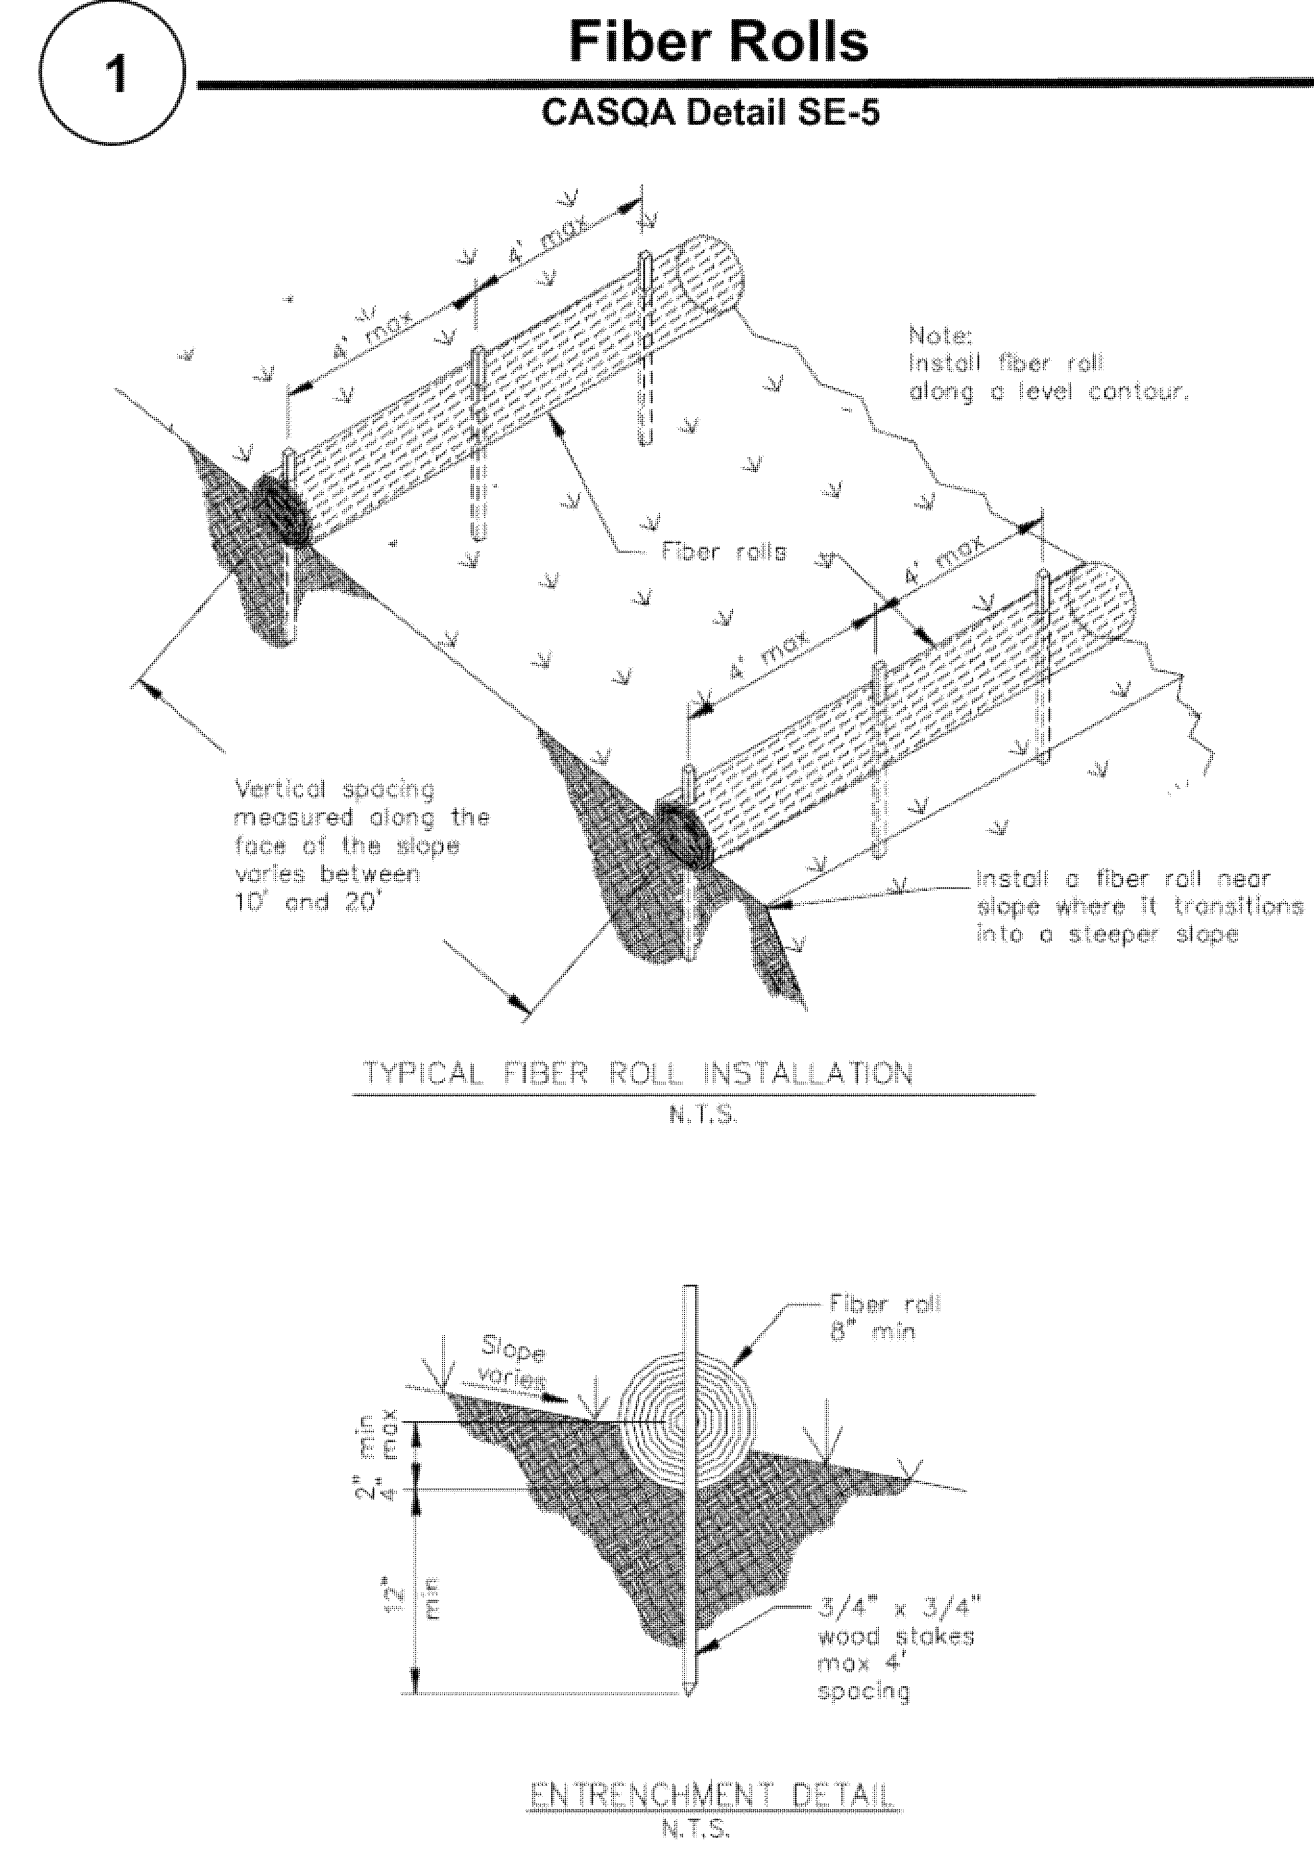 1
Fiber Rolls
CASQA Detail SE-5
4' max
4' max
Note:
Install fiber roll
along a level contour.
Fiber rolls
4' max
4' max
Vertical spacing
measured along the
face of the slope
varies between
10' and 20'
Install a fiber roll near
slope where it transitions
into a steeper slope
TYPICAL FIBER ROLL INSTALLATION
N.T.S.
Fiber roll
8" min
Slope
varies
2" min
4" max
12"
min
3/4" x 3/4"
wood stakes
max 4'
spacing
ENTRENCHMENT DETAIL
N.T.S.